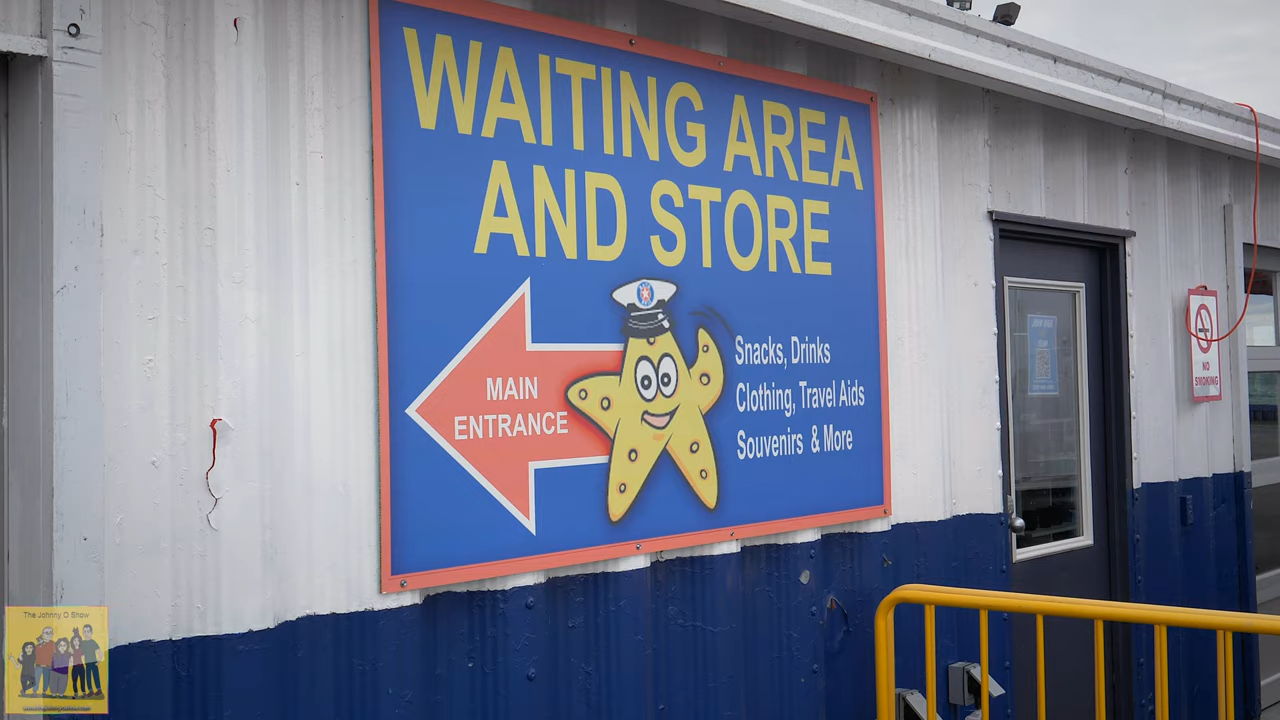 WAITING AREA
AND STORE
MAIN
ENTRANCE
Snacks, Drinks
Clothing, Travel Aids
Souvenirs & More
NO
SMOKING
The Johnny O Show